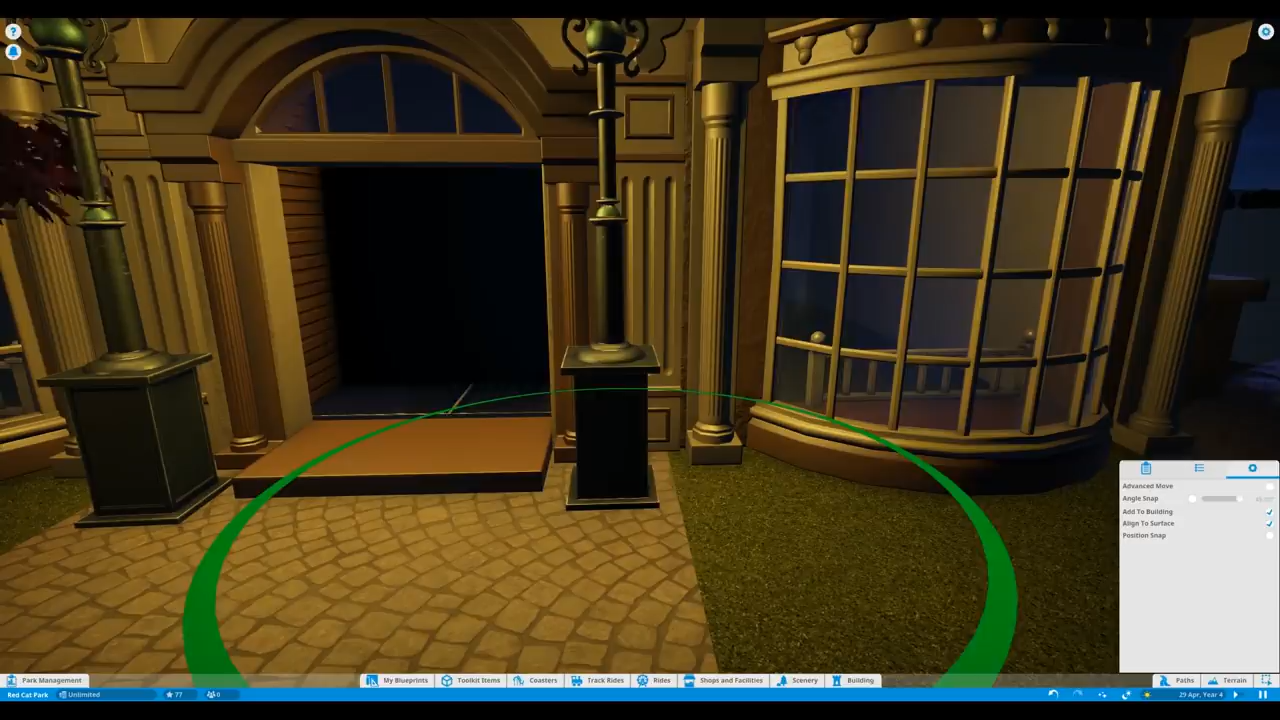 ?
Advanced Move
Angle Snap
Add To Building
Align To Surface
Position Snap
Park Management
My Blueprints
Toolkit Items
Coasters
Track Rides
Rides
Shops and Facilities
Scenery
Building
Paths
Terrain
Red Cat Park
Unlimited
77
0
29 Apr, Year 4